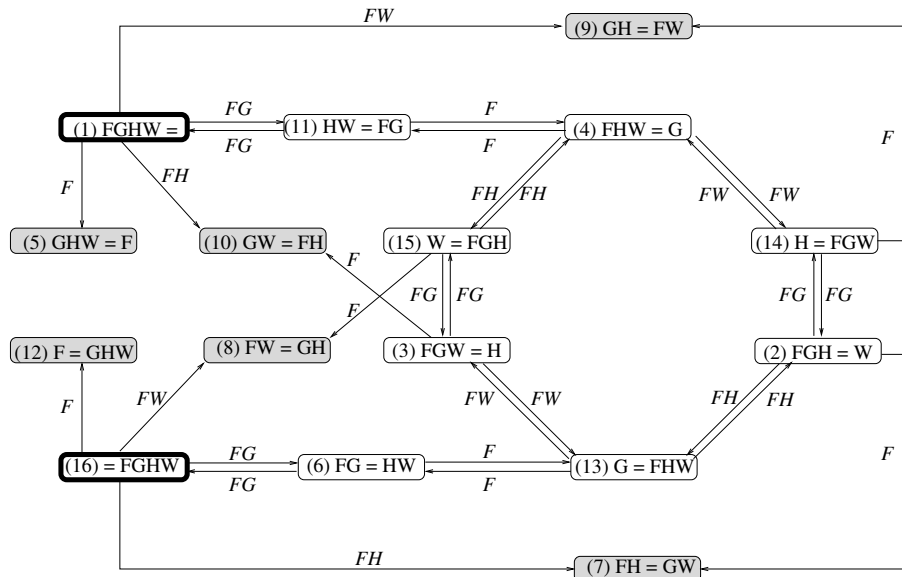 FW
(9) GH = FW
FG
F
(1) FGHW =
(11) HW = FG
(4) FHW = G
FG
F
F
FH
F
FH
FH
FW
FW
(5) GHW = F
(10) GW = FH
(15) W = FGH
(14) H = FGW
F
FG
FG
FG
FG
F
(12) F = GHW
(8) FW = GH
(3) FGW = H
(2) FGH = W
F
FW
FW
FW
FH
FH
FG
F
F
(16) = FGHW
(6) FG = HW
(13) G = FHW
FG
F
FH
(7) FH = GW